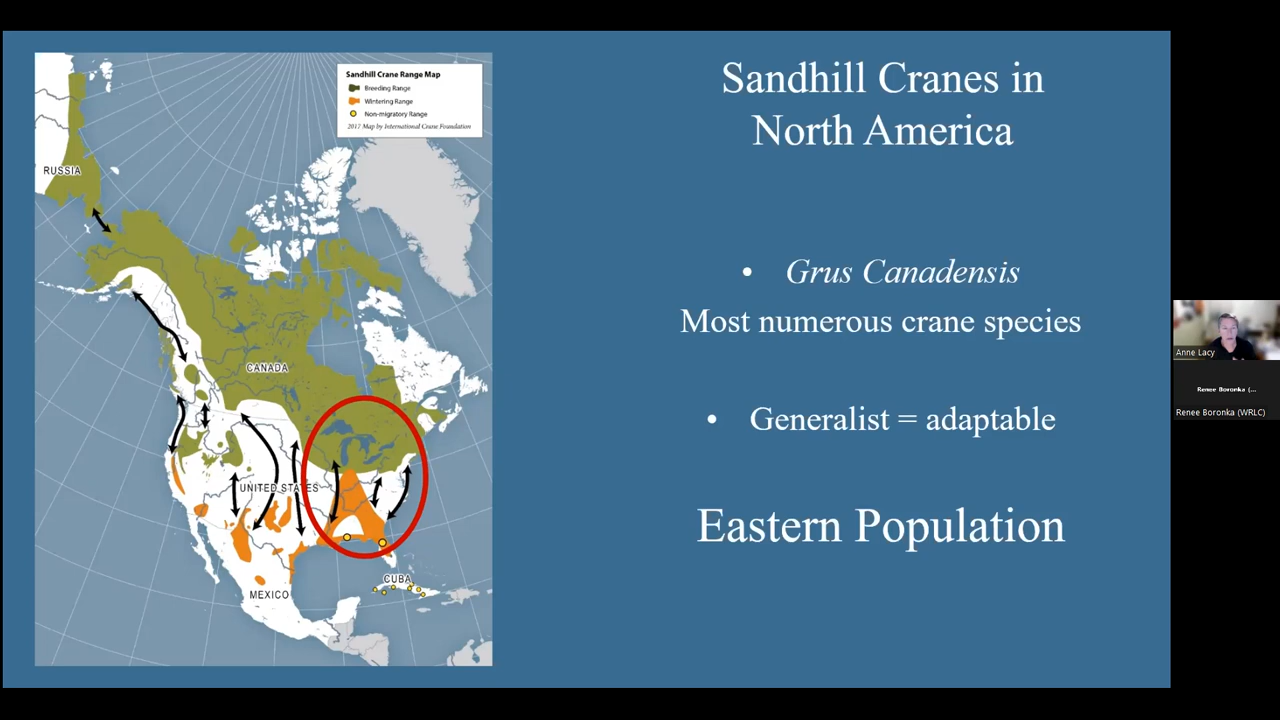 Sandhill Cranes in
North America
• Grus Canadensis
Most numerous crane species
• Generalist = adaptable
Eastern Population
Sandhill Crane Range Map
Breeding Range
Wintering Range
Non-migratory Range
2017 Map by International Crane Foundation
RUSSIA
CANADA
UNITED STATES
CUBA
MEXICO
Anne Lacy
Renee Boronka (...
Renee Boronka (WRLC)